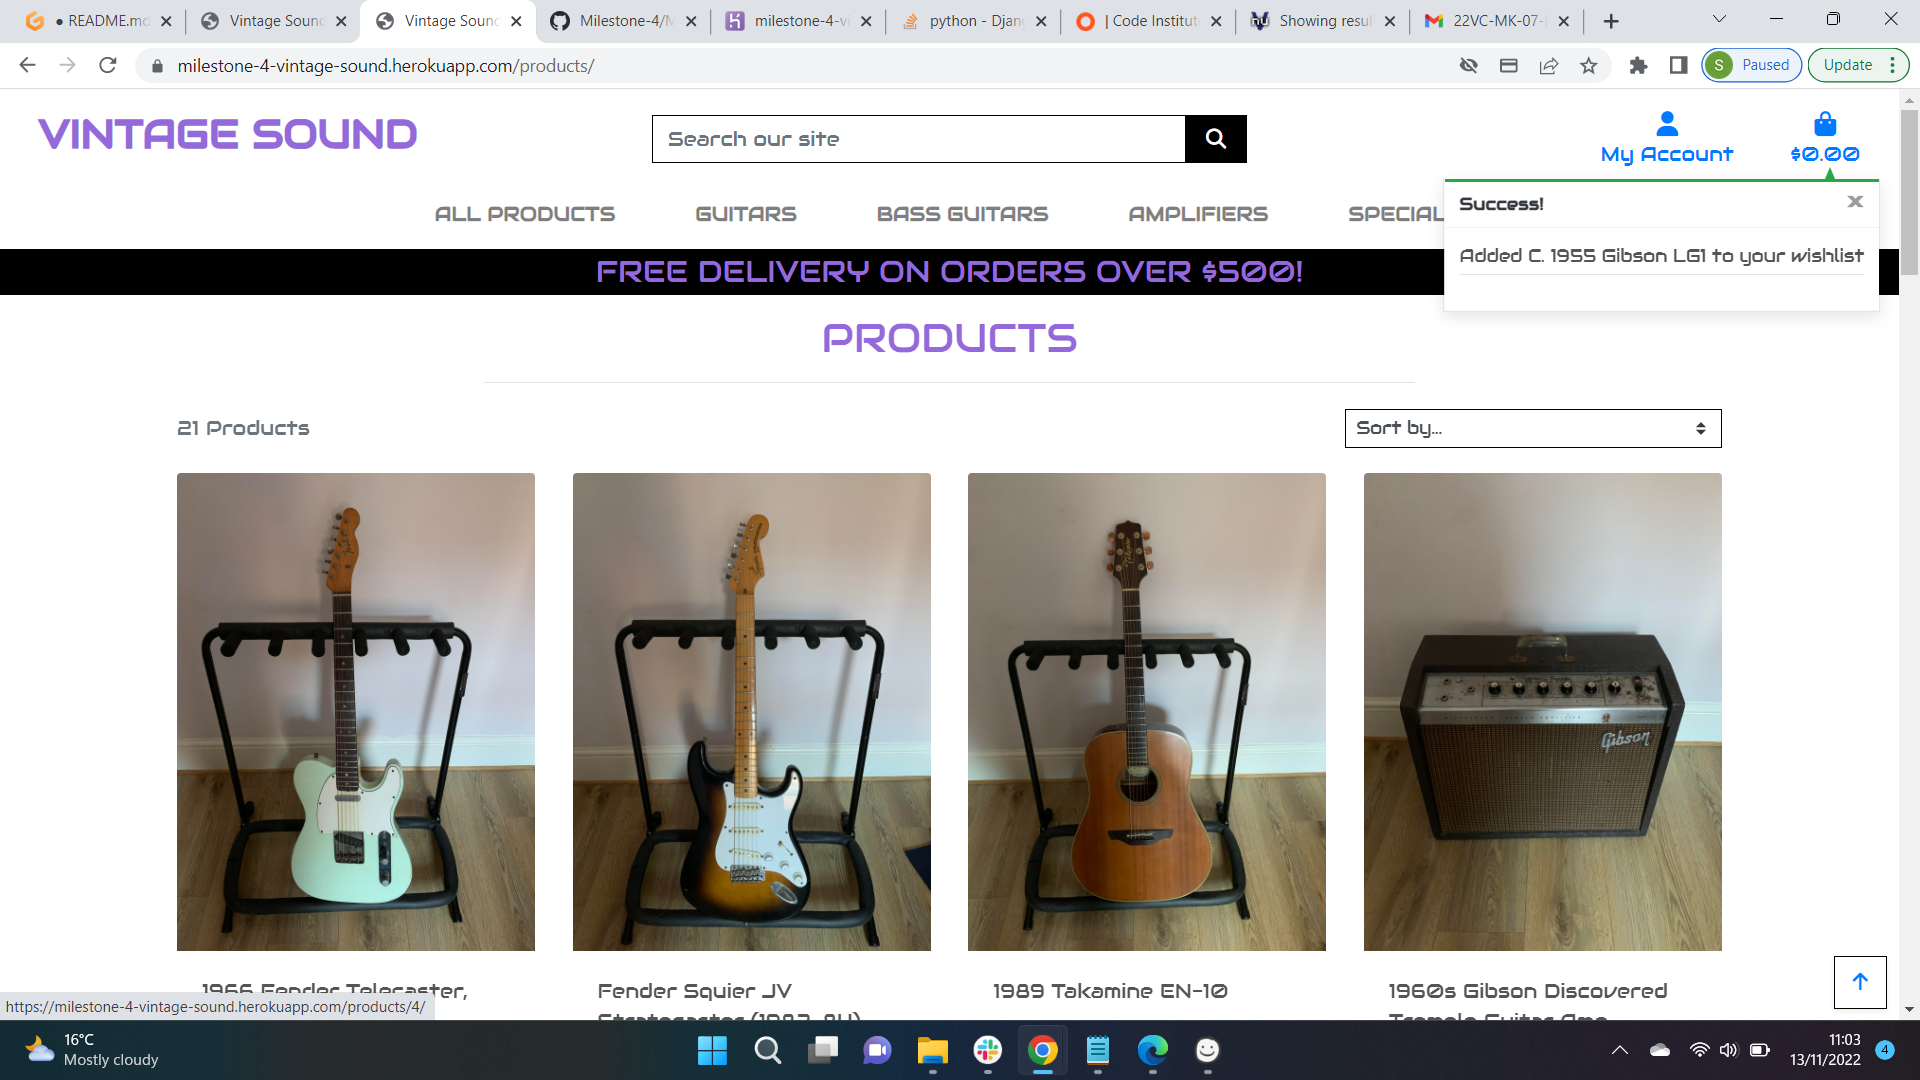 README.md
Vintage Soun
Vintage Soun
Milestone-4/M
milestone-4-vi
python - Djan
| Code Institut
Showing resul
22VC-MK-07-
milestone-4-vintage-sound.herokuapp.com/products/
S
Paused
Update
VINTAGE SOUND
Search our site
My Account
$0.00
ALL PRODUCTS
GUITARS
BASS GUITARS
AMPLIFIERS
SPECIAL
Success!
Added C. 1955 Gibson LG1 to your wishlist
FREE DELIVERY ON ORDERS OVER $500!
PRODUCTS
21 Products
Sort by...
Gibson
1966 Fender Telecaster,
Fender Squier JV
Stratocaster (1982-84)
1989 Takamine EN-10
1960s Gibson Discovered
Tremolo Guitar Amp
https://milestone-4-vintage-sound.herokuapp.com/products/4/
16°C
Mostly cloudy
11:03
13/11/2022
4